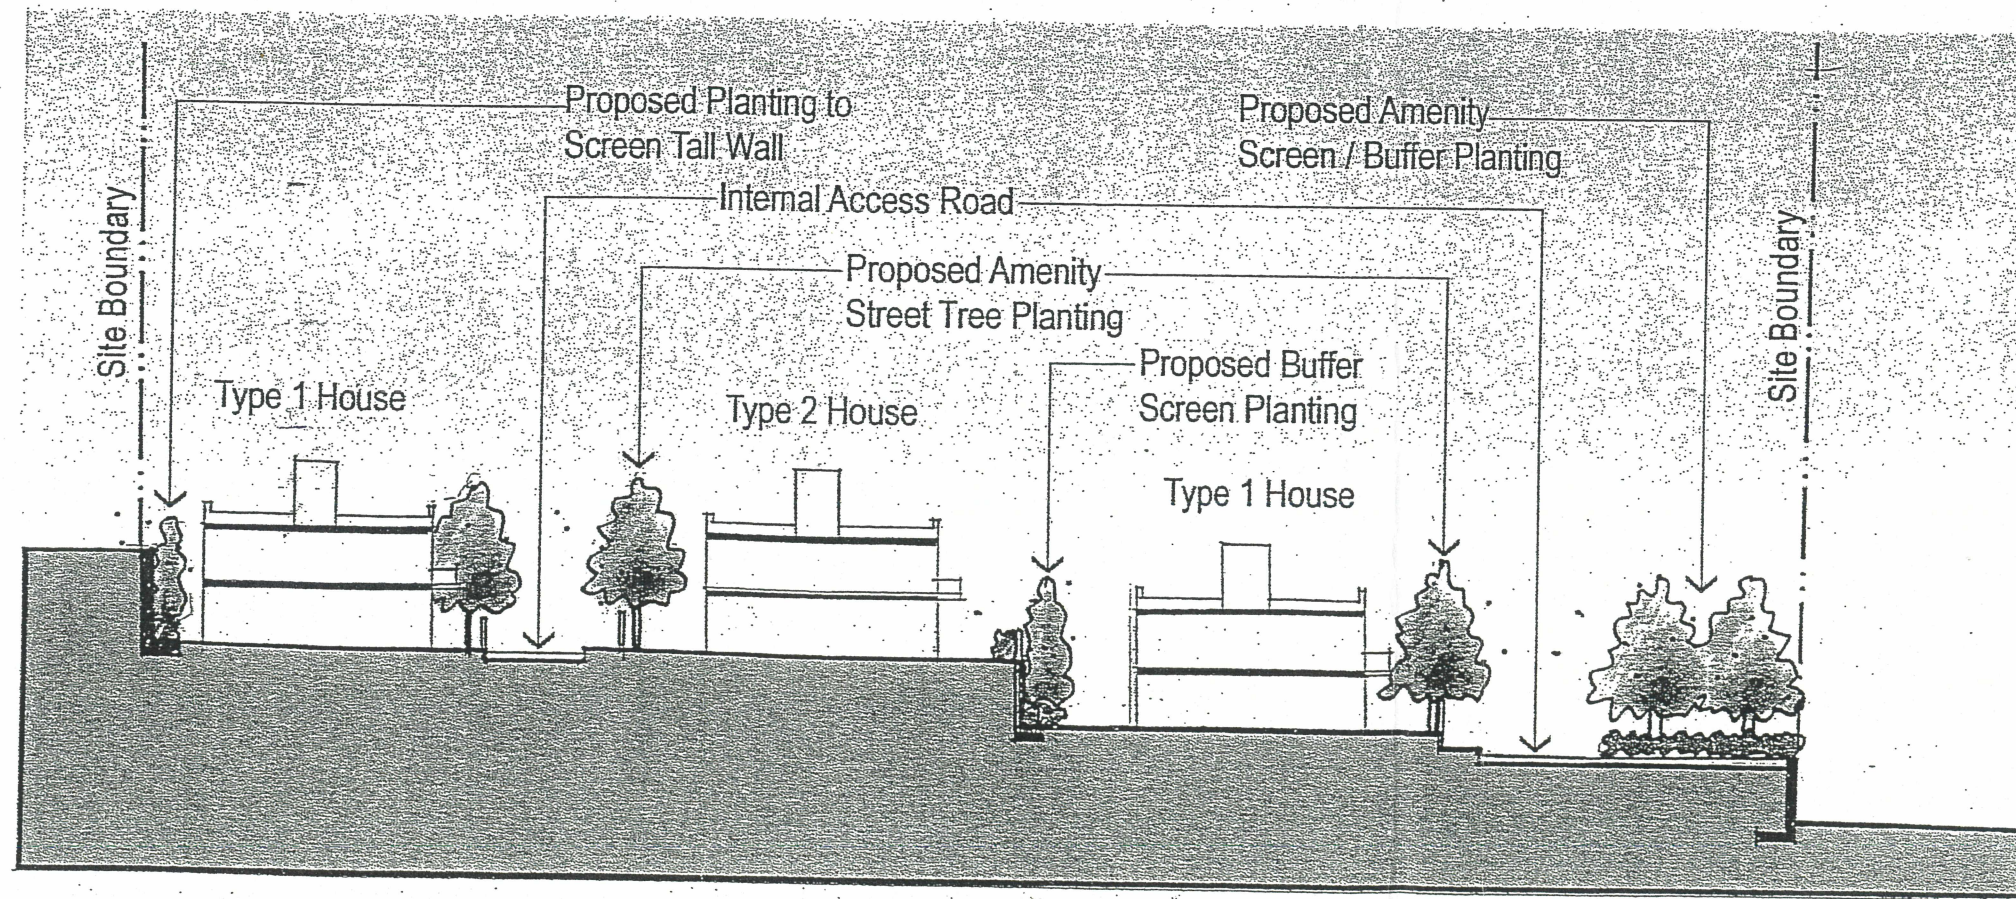 Proposed Planting to
Screen Tall Wall
Proposed Amenity
Screen / Buffer Planting
Internal Access Road
Site Boundary
Site Boundary
Proposed Amenity
Street Tree Planting
Proposed Buffer
Screen Planting
Type 1 House
Type 2 House
Type 1 House